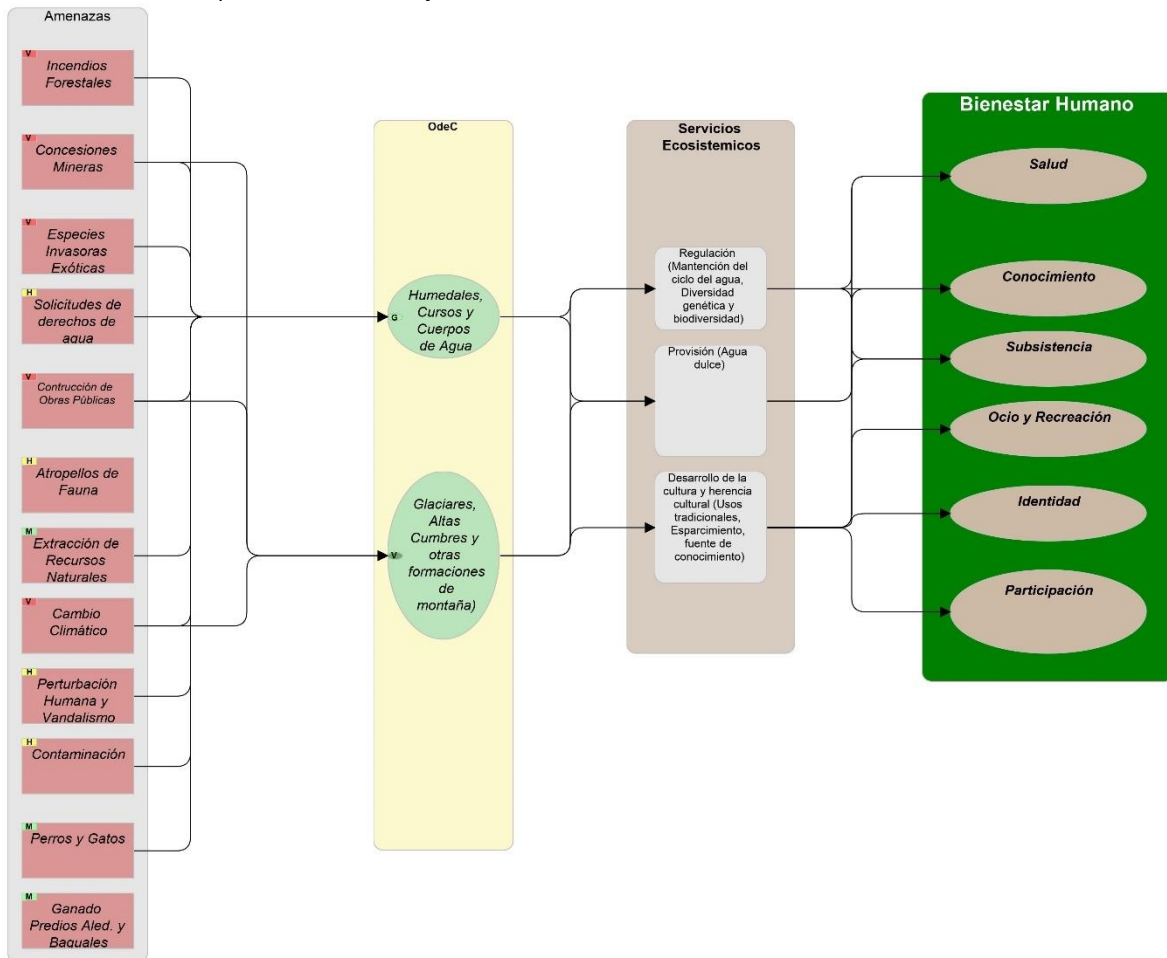 Amenazas
V
Incendios
Forestales
V
Concesiones
Mineras
V
Especies
Invasoras
Exóticas
H
Solicitudes de
derechos de
agua
V
Contrucción de
Obras Públicas
H
Atropellos de
Fauna
M
Extracción de
Recursos
Naturales
V
Cambio
Climático
H
Perturbación
Humana y
Vandalismo
H
Contaminación
M
Perros y Gatos
M
Ganado
Predios Aled. y
Baguales
OdeC
G
Humedales,
Cursos y
Cuerpos
de Agua
V
Glaciares,
Altas
Cumbres y
otras
formaciones
de
montaña)
Servicios
Ecosistemicos
Regulación
(Mantención del
ciclo del agua,
Diversidad
genética y
biodiversidad)
Provisión (Agua
dulce)
Desarrollo de la
cultura y herencia
cultural (Usos
tradicionales,
Esparcimiento,
fuente de
conocimiento)
Bienestar Humano
Salud
Conocimiento
Subsistencia
Ocio y Recreación
Identidad
Participación